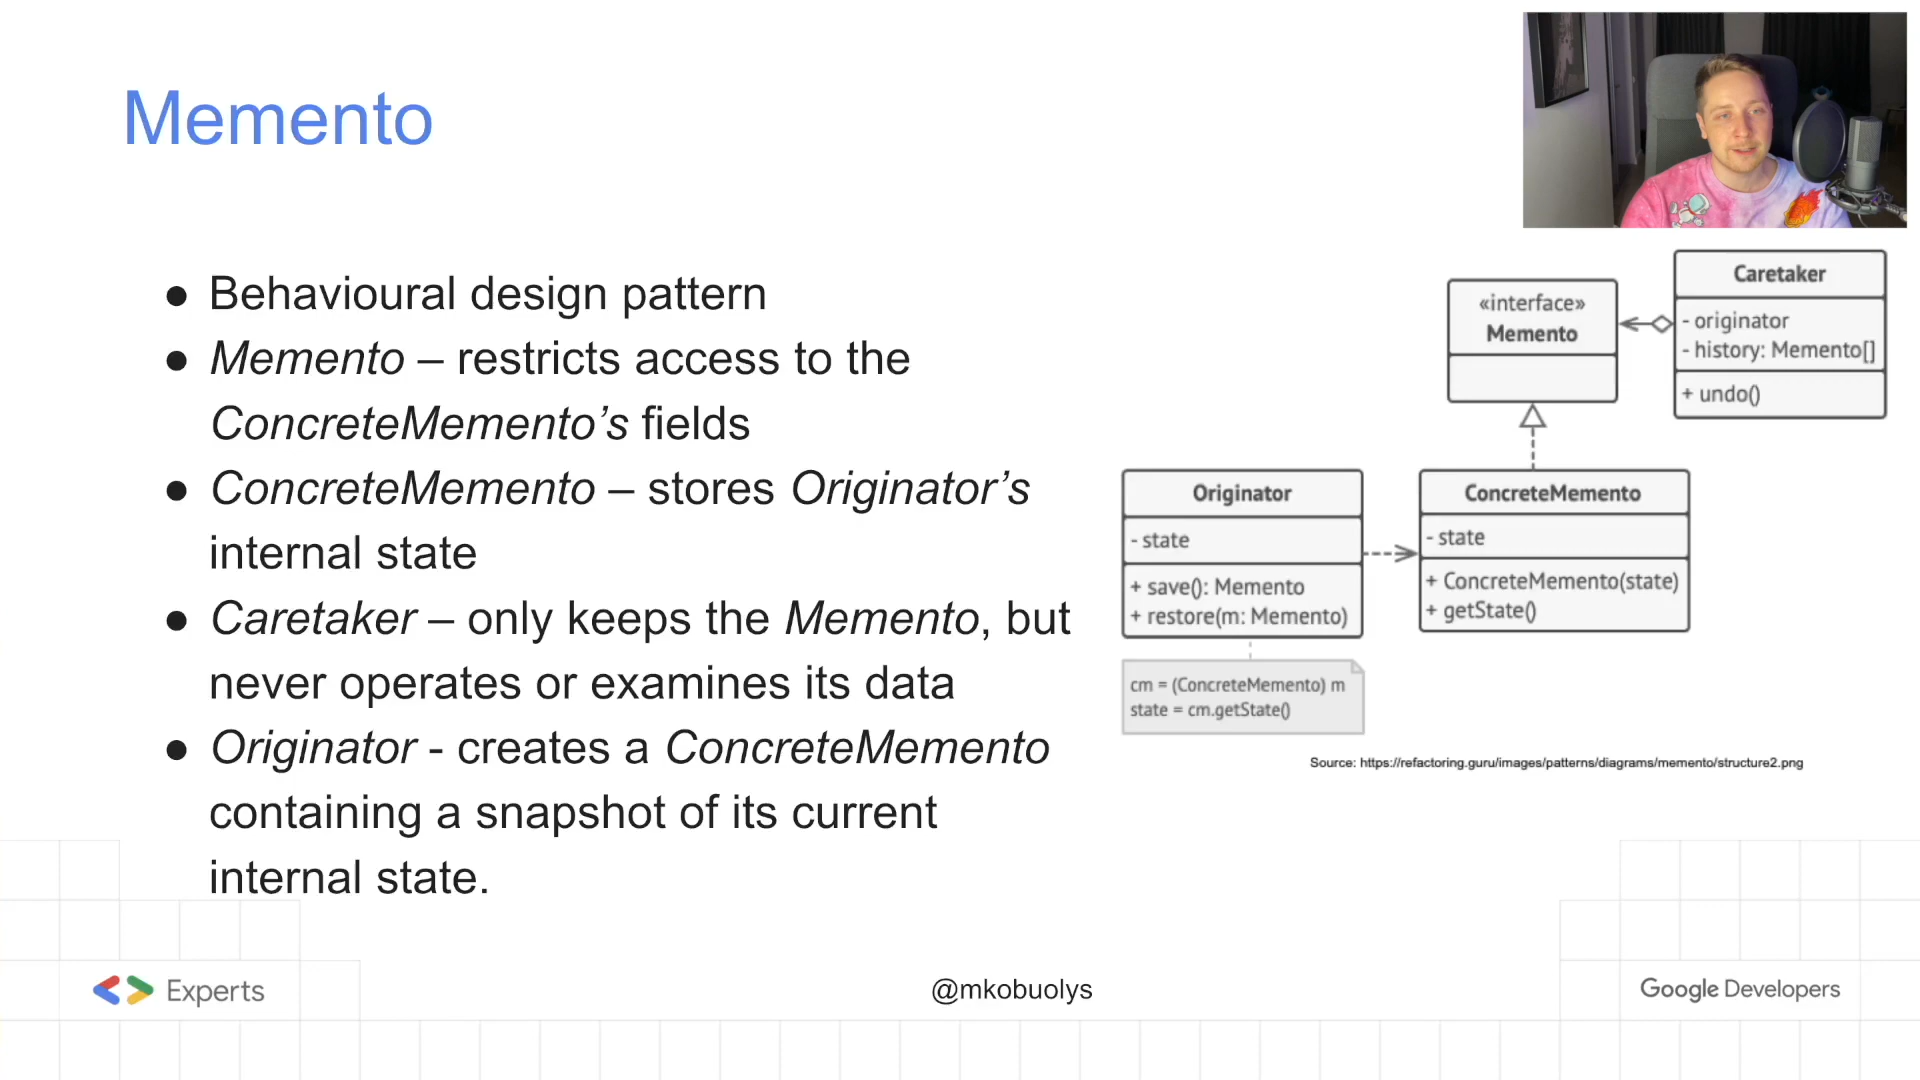 Memento
● Behavioural design pattern
● Memento – restricts access to the
ConcreteMemento’s fields
● ConcreteMemento – stores Originator’s
internal state
● Caretaker – only keeps the Memento, but
never operates or examines its data
● Originator - creates a ConcreteMemento
containing a snapshot of its current
internal state.
«interface»
Memento
Caretaker
- originator
- history: Memento[]
+ undo()
Originator
- state
+ save(): Memento
+ restore(m: Memento)
ConcreteMemento
- state
+ ConcreteMemento(state)
+ getState()
cm = (ConcreteMemento) m
state = cm.getState()
Source: https://refactoring.guru/images/patterns/diagrams/memento/structure2.png
Experts
@mkobuolys
Google Developers